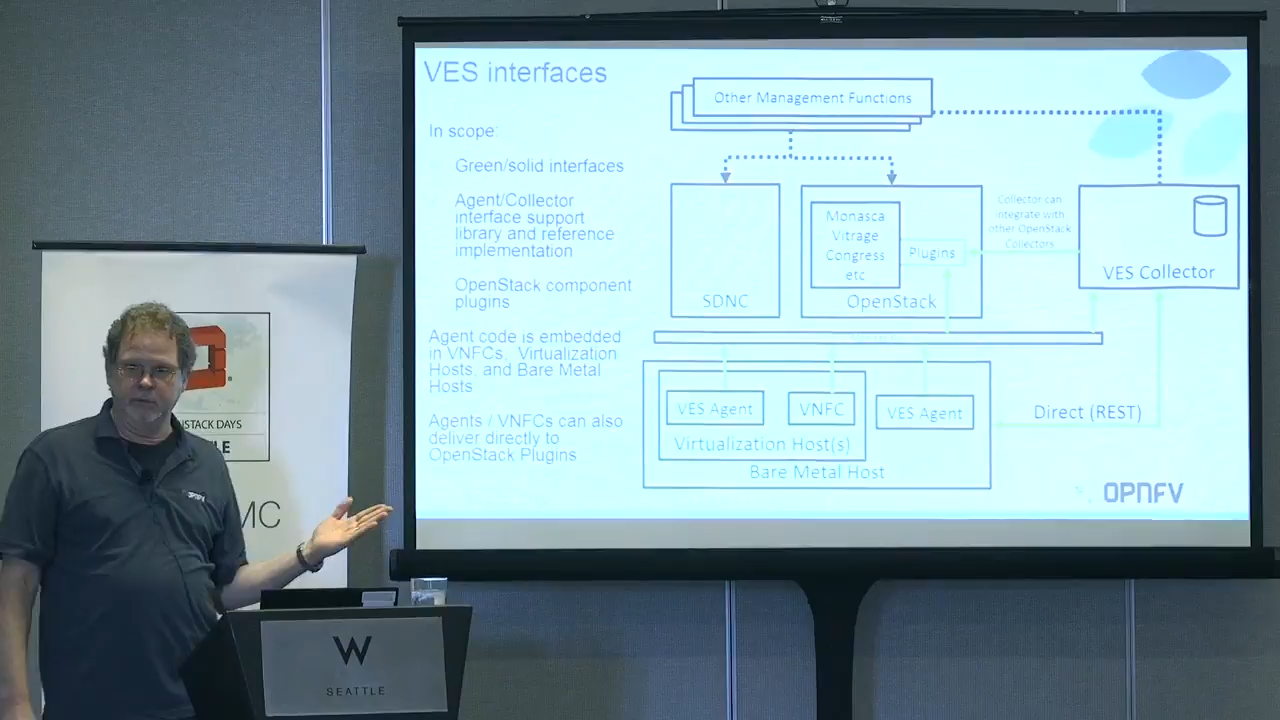 VES interfaces
In scope:
Green/solid interfaces
Agent/Collector
interface support
library and reference
implementation
OpenStack component
plugins
Agent code is embedded
in VNFCs, Virtualization
Hosts, and Bare Metal
Hosts
Agents / VNFCs can also
deliver directly to
OpenStack Plugins
Other Management Functions
SDNC
Monasca
Vitrage
Congress
etc
Plugins
OpenStack
Collector can
integrate with
other OpenStack
Collectors
VES Collector
VES Agent
VNFC
VES Agent
Virtualization Host(s)
Bare Metal Host
Direct (REST)
OPNFV
STACK DAYS
LE
MC
OPNFV
W
SEATTLE